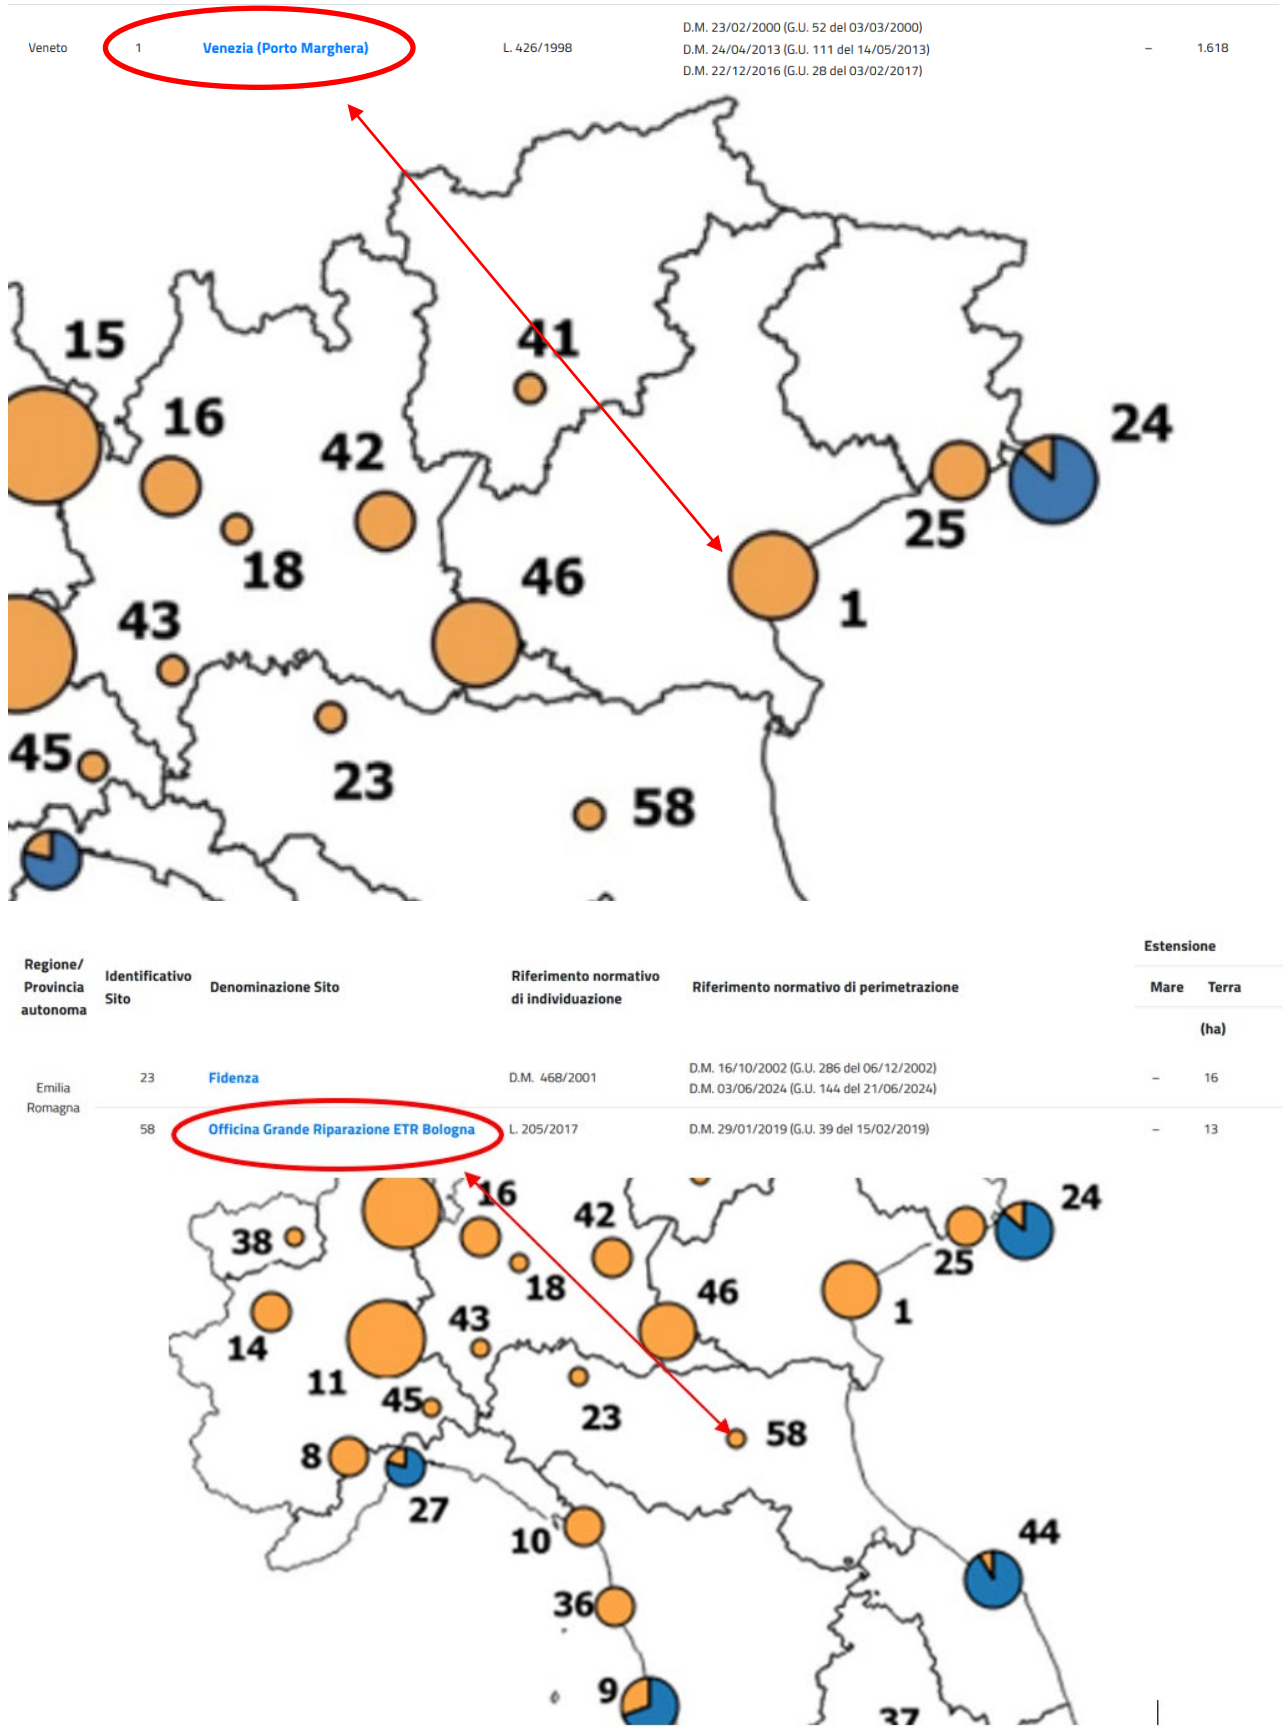 D.M. 23/02/2000 (G.U. 52 del 03/03/2000)
Veneto 1 Venezia (Porto Marghera) L. 426/1998 D.M. 24/04/2013 (G.U. 111 del 14/05/2013) – 1.618
D.M. 22/12/2016 (G.U. 28 del 03/02/2017)
15
41
16
42
24
25
18
46
1
43
45
23
58
Estensione
Regione/
Provincia
autonoma
Identificativo
Sito
Denominazione Sito
Riferimento normativo
di individuazione
Riferimento normativo di perimetrazione
Mare Terra
(ha)
Emilia
Romagna
23 Fidenza D.M. 468/2001 D.M. 16/10/2002 (G.U. 286 del 06/12/2002)
D.M. 03/06/2024 (G.U. 144 del 21/06/2024) – 16
58 Officina Grande Riparazione ETR Bologna L. 205/2017 D.M. 29/01/2019 (G.U. 39 del 15/02/2019) – 13
16
24
42
38
25
18
46
1
43
14
11
45
23
58
8
27
10
44
36
9
37